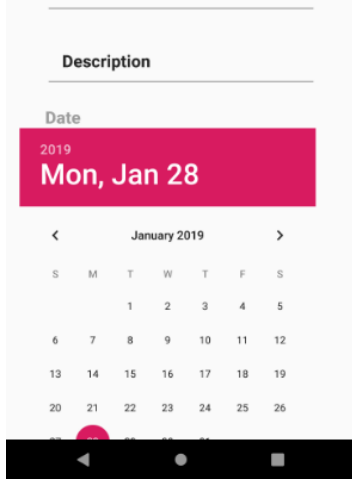 Description
Date
2019
Mon, Jan 28
January 2019
S M T W T F S
1 2 3 4 5
6 7 8 9 10 11 12
13 14 15 16 17 18 19
20 21 22 23 24 25 26